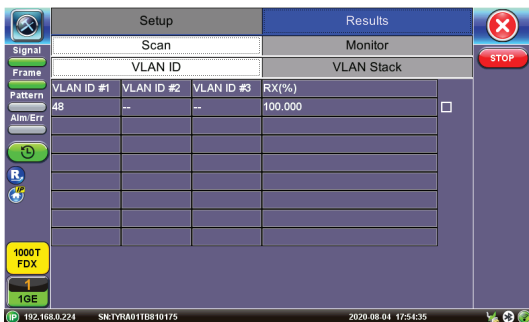 Setup Results
Signal Scan Monitor
STOP
Frame VLAN ID VLAN Stack
Pattern VLAN ID #1 VLAN ID #2 VLAN ID #3 RX(%)
48 -- -- 100.000
Alm/Err
R
IP
1000T
FDX
1
1GE
IP 192.168.0.224 SN:TYRA01TB810175 2020-08-04 17:54:35